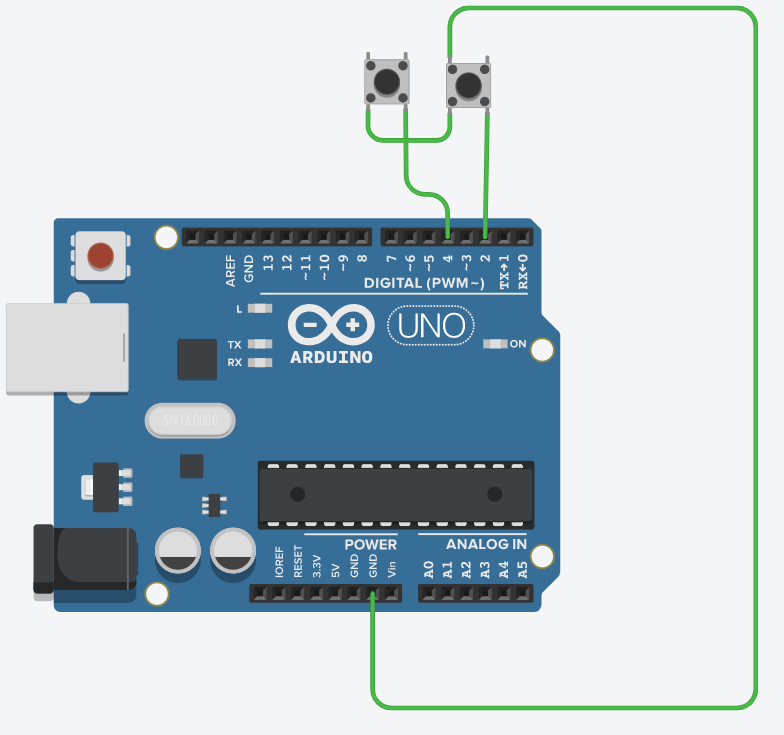 AREF
GND
13
12
~11
~10
~9
8
7
~6
~5
4
~3
2
TX→1
RX←0
DIGITAL (PWM~)
L
TX
RX
ARDUINO
UNO
ON
SPK16.000G
POWER
ANALOG IN
IOREF
RESET
3.3V
5V
GND
GND
Vin
A0
A1
A2
A3
A4
A5